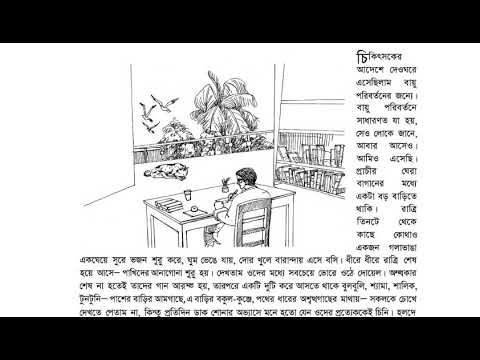 চিকিৎসকের
আদেশে দেওঘরে
এসেছিলাম বায়ু
পরিবর্তনের জন্যে।
বায়ু পরিবর্তনে
সাধারণত যা হয়,
সেও লোকে জানে,
আবার আসেও।
আমিও এসেছি।
প্রাচীর ঘেরা
বাগানের মধ্যে
একটা বড় বাড়িতে
থাকি। রাত্রি
তিনটে থেকে
কাছে কোথাও
একজন গলাভাঙা
একঘেয়ে সুরে ভজন শুরু করে, ঘুম ভেঙে যায়, দোর খুলে বারান্দায় এসে বসি। ধীরে ধীরে রাত্রি শেষ
হয়ে আসে– পাখিদের আনাগোনা শুরু হয়। দেখতাম ওদের মধ্যে সবচেয়ে ভোরে ওঠে দোয়েল। অন্ধকার
শেষ না হতেই তাদের গান আরম্ভ হয়, তারপরে একটি দুটি করে আসতে থাকে বুলবুলি, শ্যামা, শালিক,
টুনটুনি– পাশের বাড়ির আমগাছে, এ বাড়ির বকুল-কুঞ্জে, পথের ধারের অশ্বত্থগাছের মাথায়– সকলকে চোখে
দেখতে পেতাম না, কিন্তু প্রতিদিন ডাক শোনার অভ্যাসে মনে হতো যেন ওদের প্রত্যেককেই চিনি। হলদে